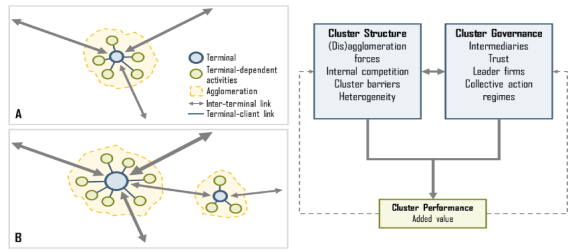 A
Terminal
Terminal-dependent
activities
Agglomeration
Inter-terminal link
Terminal-client link
B
Cluster Structure
(Dis)agglomeration
forces
Internal competition
Cluster barriers
Heterogeneity
Cluster Governance
Intermediaries
Trust
Leader firms
Collective action
regimes
Cluster Performance
Added value